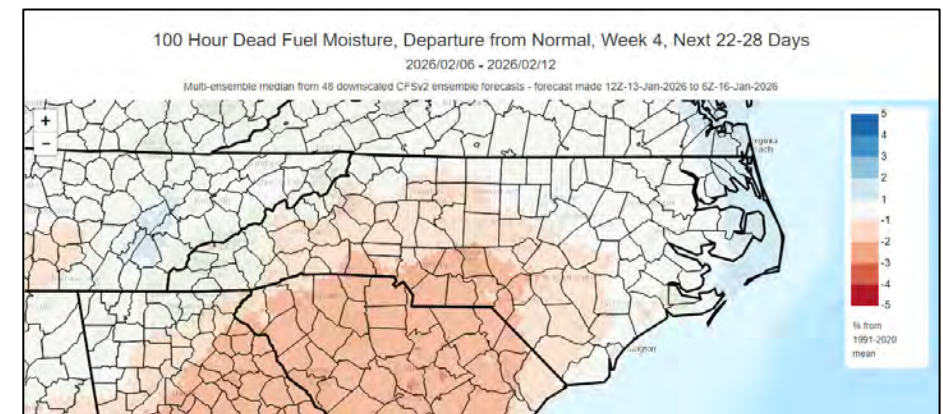 100 Hour Dead Fuel Moisture, Departure from Normal, Week 4, Next 22-28 Days
2026/02/06 - 2026/02/12
Multi-ensemble median from 48 downscaled CFSv2 ensemble forecasts - forecast made 12Z-13-Jan-2026 to 6Z-16-Jan-2026
+
−
5
4
3
2
1
-1
-2
-3
-4
-5
% from
1991-2020
mean